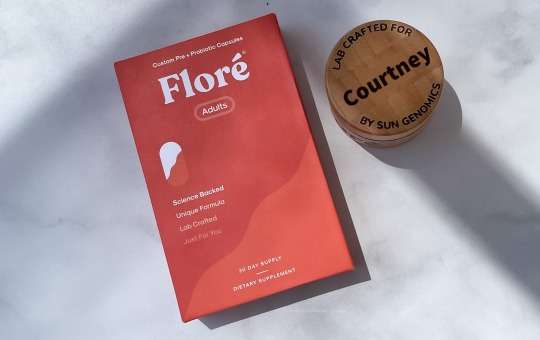 Custom Pre + Probiotic Capsules
Floré
Adults
Science Backed
Unique Formula
Lab Crafted
Just For You
30 DAY SUPPLY
DIETARY SUPPLEMENT
LAB CRAFTED FOR
Courtney
BY SUN GENOMICS